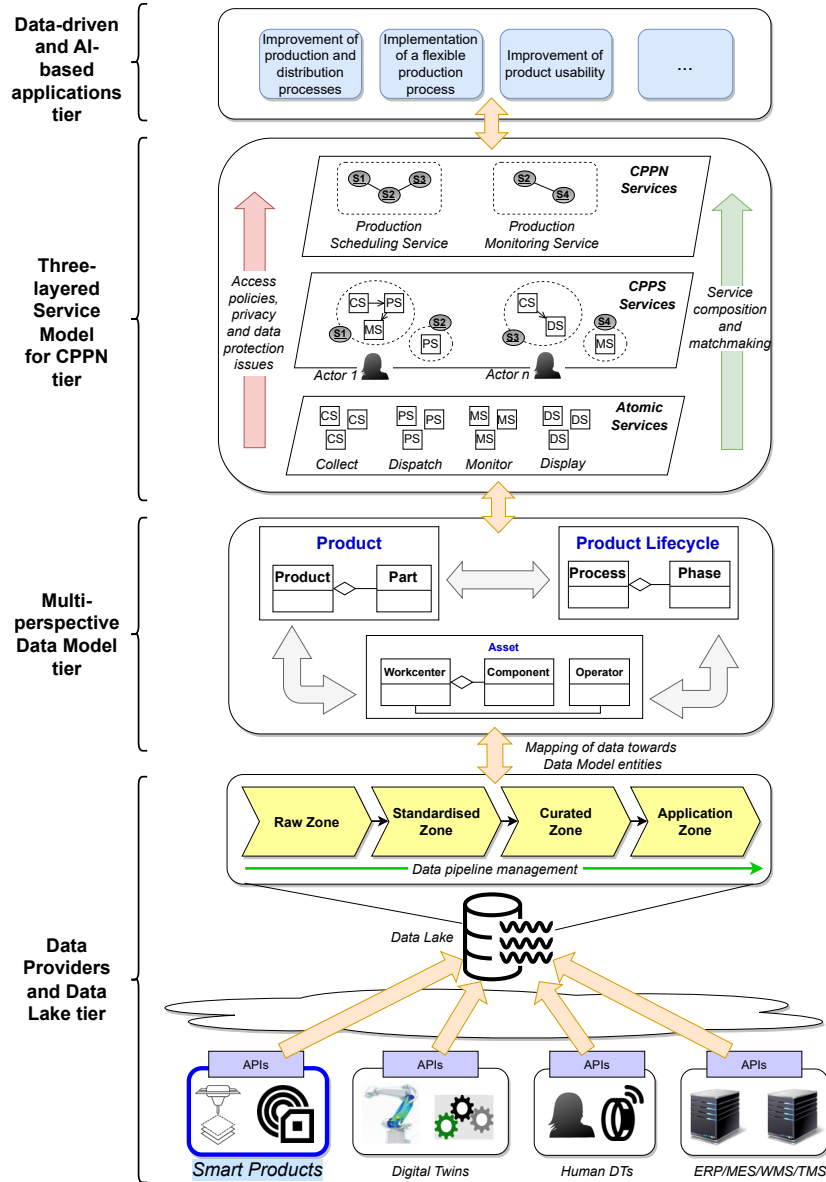 Data-driven
and AI-
based
applications
tier
Improvement of
production and
distribution
processes
Implementation
of a flexible
production
process
Improvement of
product usability
...
Three-
layered
Service
Model
for CPPN
tier
CPPN
Services
S1
S2
S3
S2
S4
Production
Scheduling Service
Production
Monitoring Service
Access
policies,
privacy
and data
protection
issues
Service
composition
and
matchmaking
CPPS
Services
CS
PS
MS
S1
S2
PS
CS
DS
S3
S4
MS
Actor 1
Actor n
Atomic
Services
CS
CS
CS
PS
PS
PS
MS
MS
MS
DS
DS
DS
Collect
Dispatch
Monitor
Display
Multi-
perspective
Data Model
tier
Product
Product
Part
Product Lifecycle
Process
Phase
Asset
Workcenter
Component
Operator
Mapping of data towards
Data Model entities
Data
Providers
and Data
Lake tier
Raw Zone
Standardised
Zone
Curated
Zone
Application
Zone
Data pipeline management
Data Lake
APIs
APIs
APIs
APIs
Smart Products
Digital Twins
Human DTs
ERP/MES/WMS/TMS